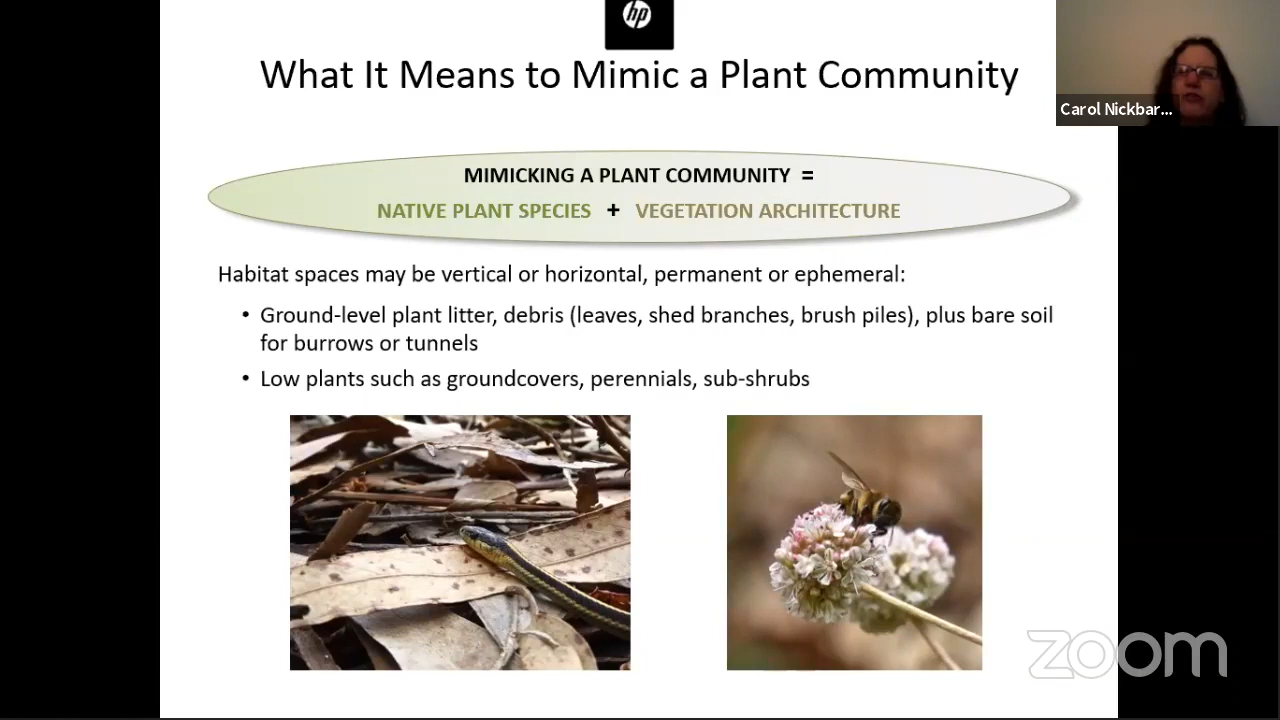 hp
What It Means to Mimic a Plant Community
Carol Nickbar...
MIMICKING A PLANT COMMUNITY =
NATIVE PLANT SPECIES + VEGETATION ARCHITECTURE
Habitat spaces may be vertical or horizontal, permanent or ephemeral:
• Ground-level plant litter, debris (leaves, shed branches, brush piles), plus bare soil
for burrows or tunnels
• Low plants such as groundcovers, perennials, sub-shrubs
zoom